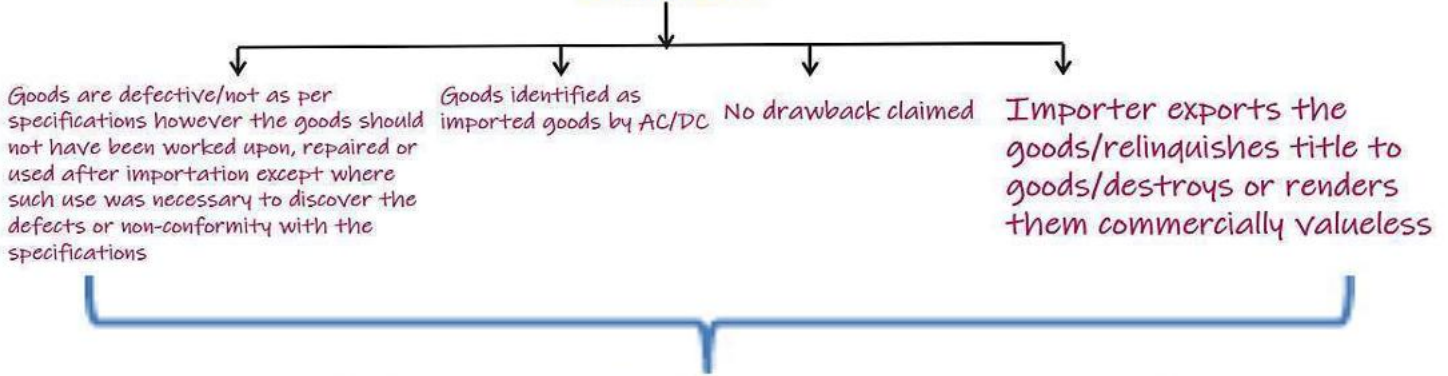 Goods are defective/not as per
specifications however the goods should
not have been worked upon, repaired or
used after importation except where
such use was necessary to discover the
defects or non-conformity with the
specifications
Goods identified as
imported goods by AC/DC
No drawback claimed
Importer exports the
goods/relinquishes title to
goods/destroys or renders
them commercially valueless